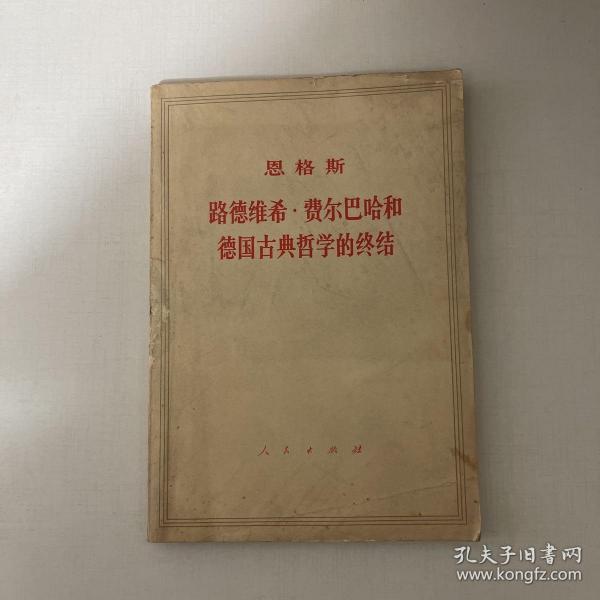 恩格斯
路德维希·费尔巴哈和
德国古典哲学的终结
人民出版社
孔夫子旧书网
www.kongfz.com